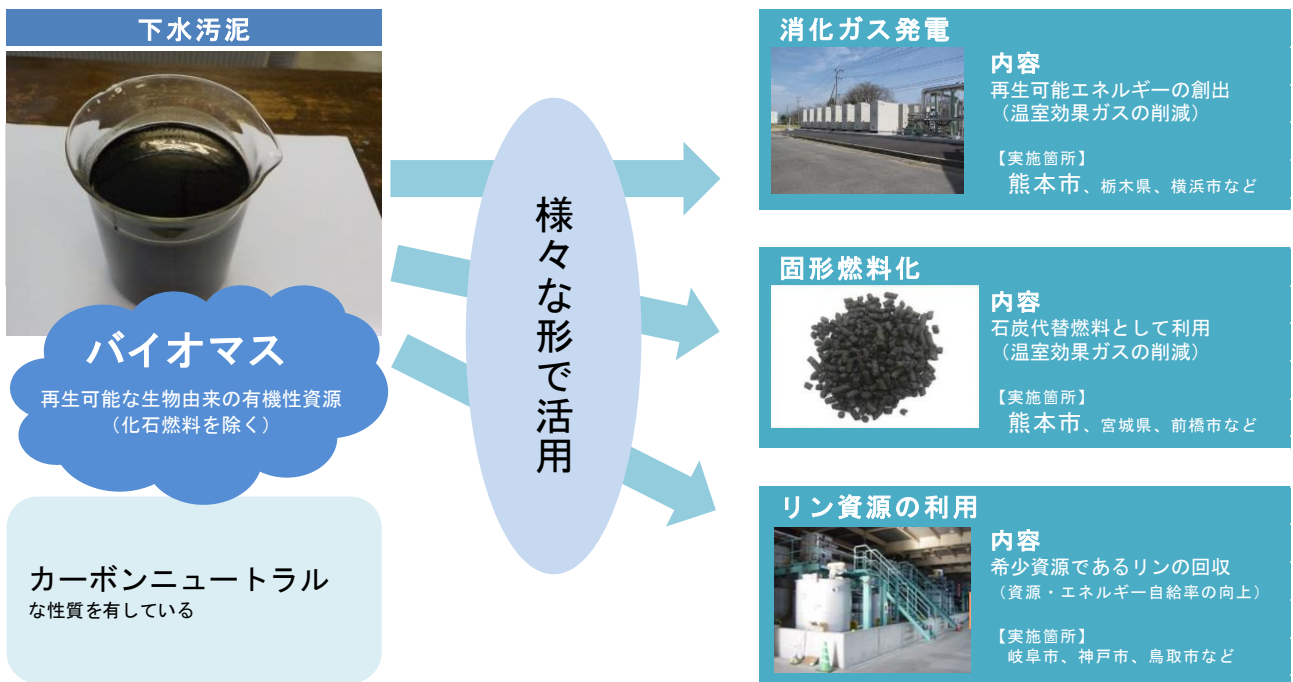 下水汚泥
バイオマス
再生可能な生物由来の有機性資源
（化石燃料を除く）
カーボンニュートラル
な性質を有している
様々な形で活用
消化ガス発電
内容
再生可能エネルギーの創出
（温室効果ガスの削減）
【実施箇所】
熊本市、栃木県、横浜市など
固形燃料化
内容
石炭代替燃料として利用
（温室効果ガスの削減）
【実施箇所】
熊本市、宮城県、前橋市など
リン資源の利用
内容
希少資源であるリンの回収
（資源・エネルギー自給率の向上）
【実施箇所】
岐阜市、神戸市、鳥取市など